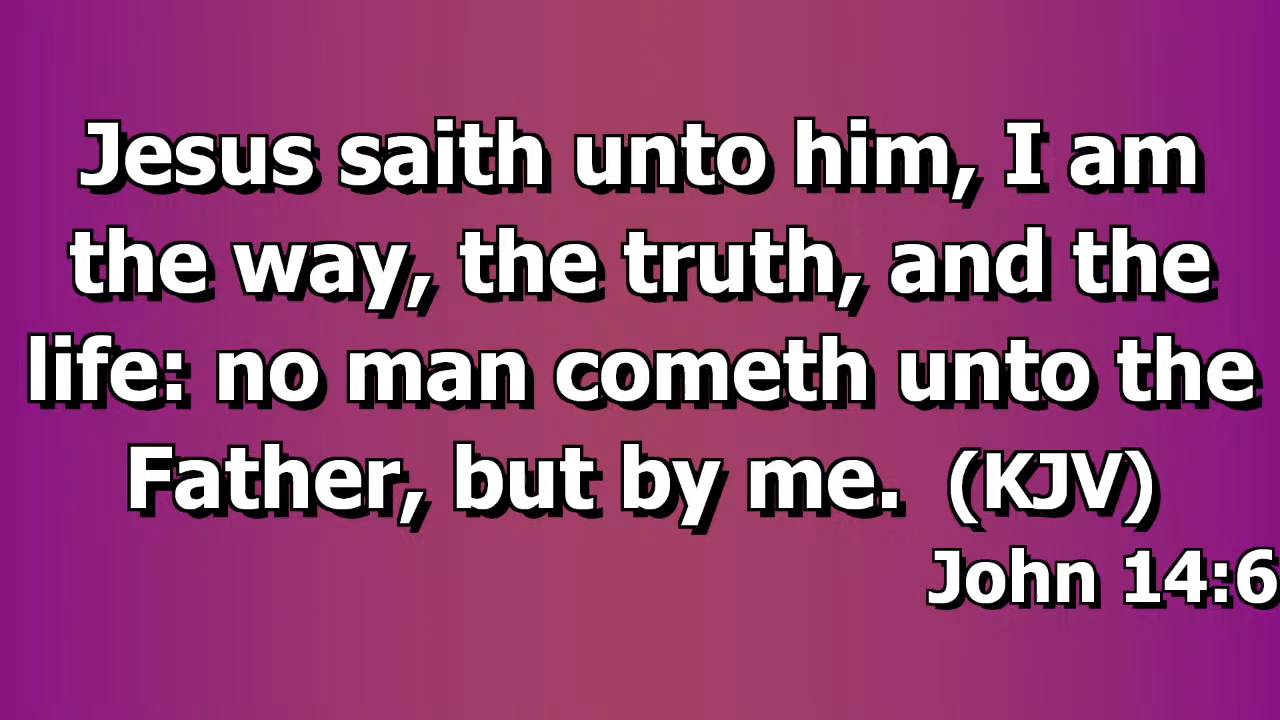 Jesus saith unto him, I am
the way, the truth, and the
life: no man cometh unto the
Father, but by me. (KJV)
John 14:6